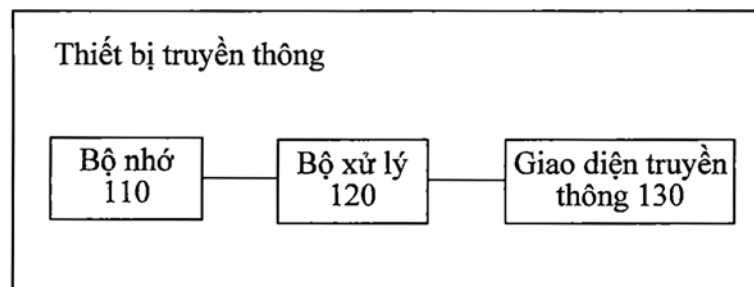 Thiết bị truyền thông
Bộ nhớ
110
Bộ xử lý
120
Giao diện truyền
thông 130